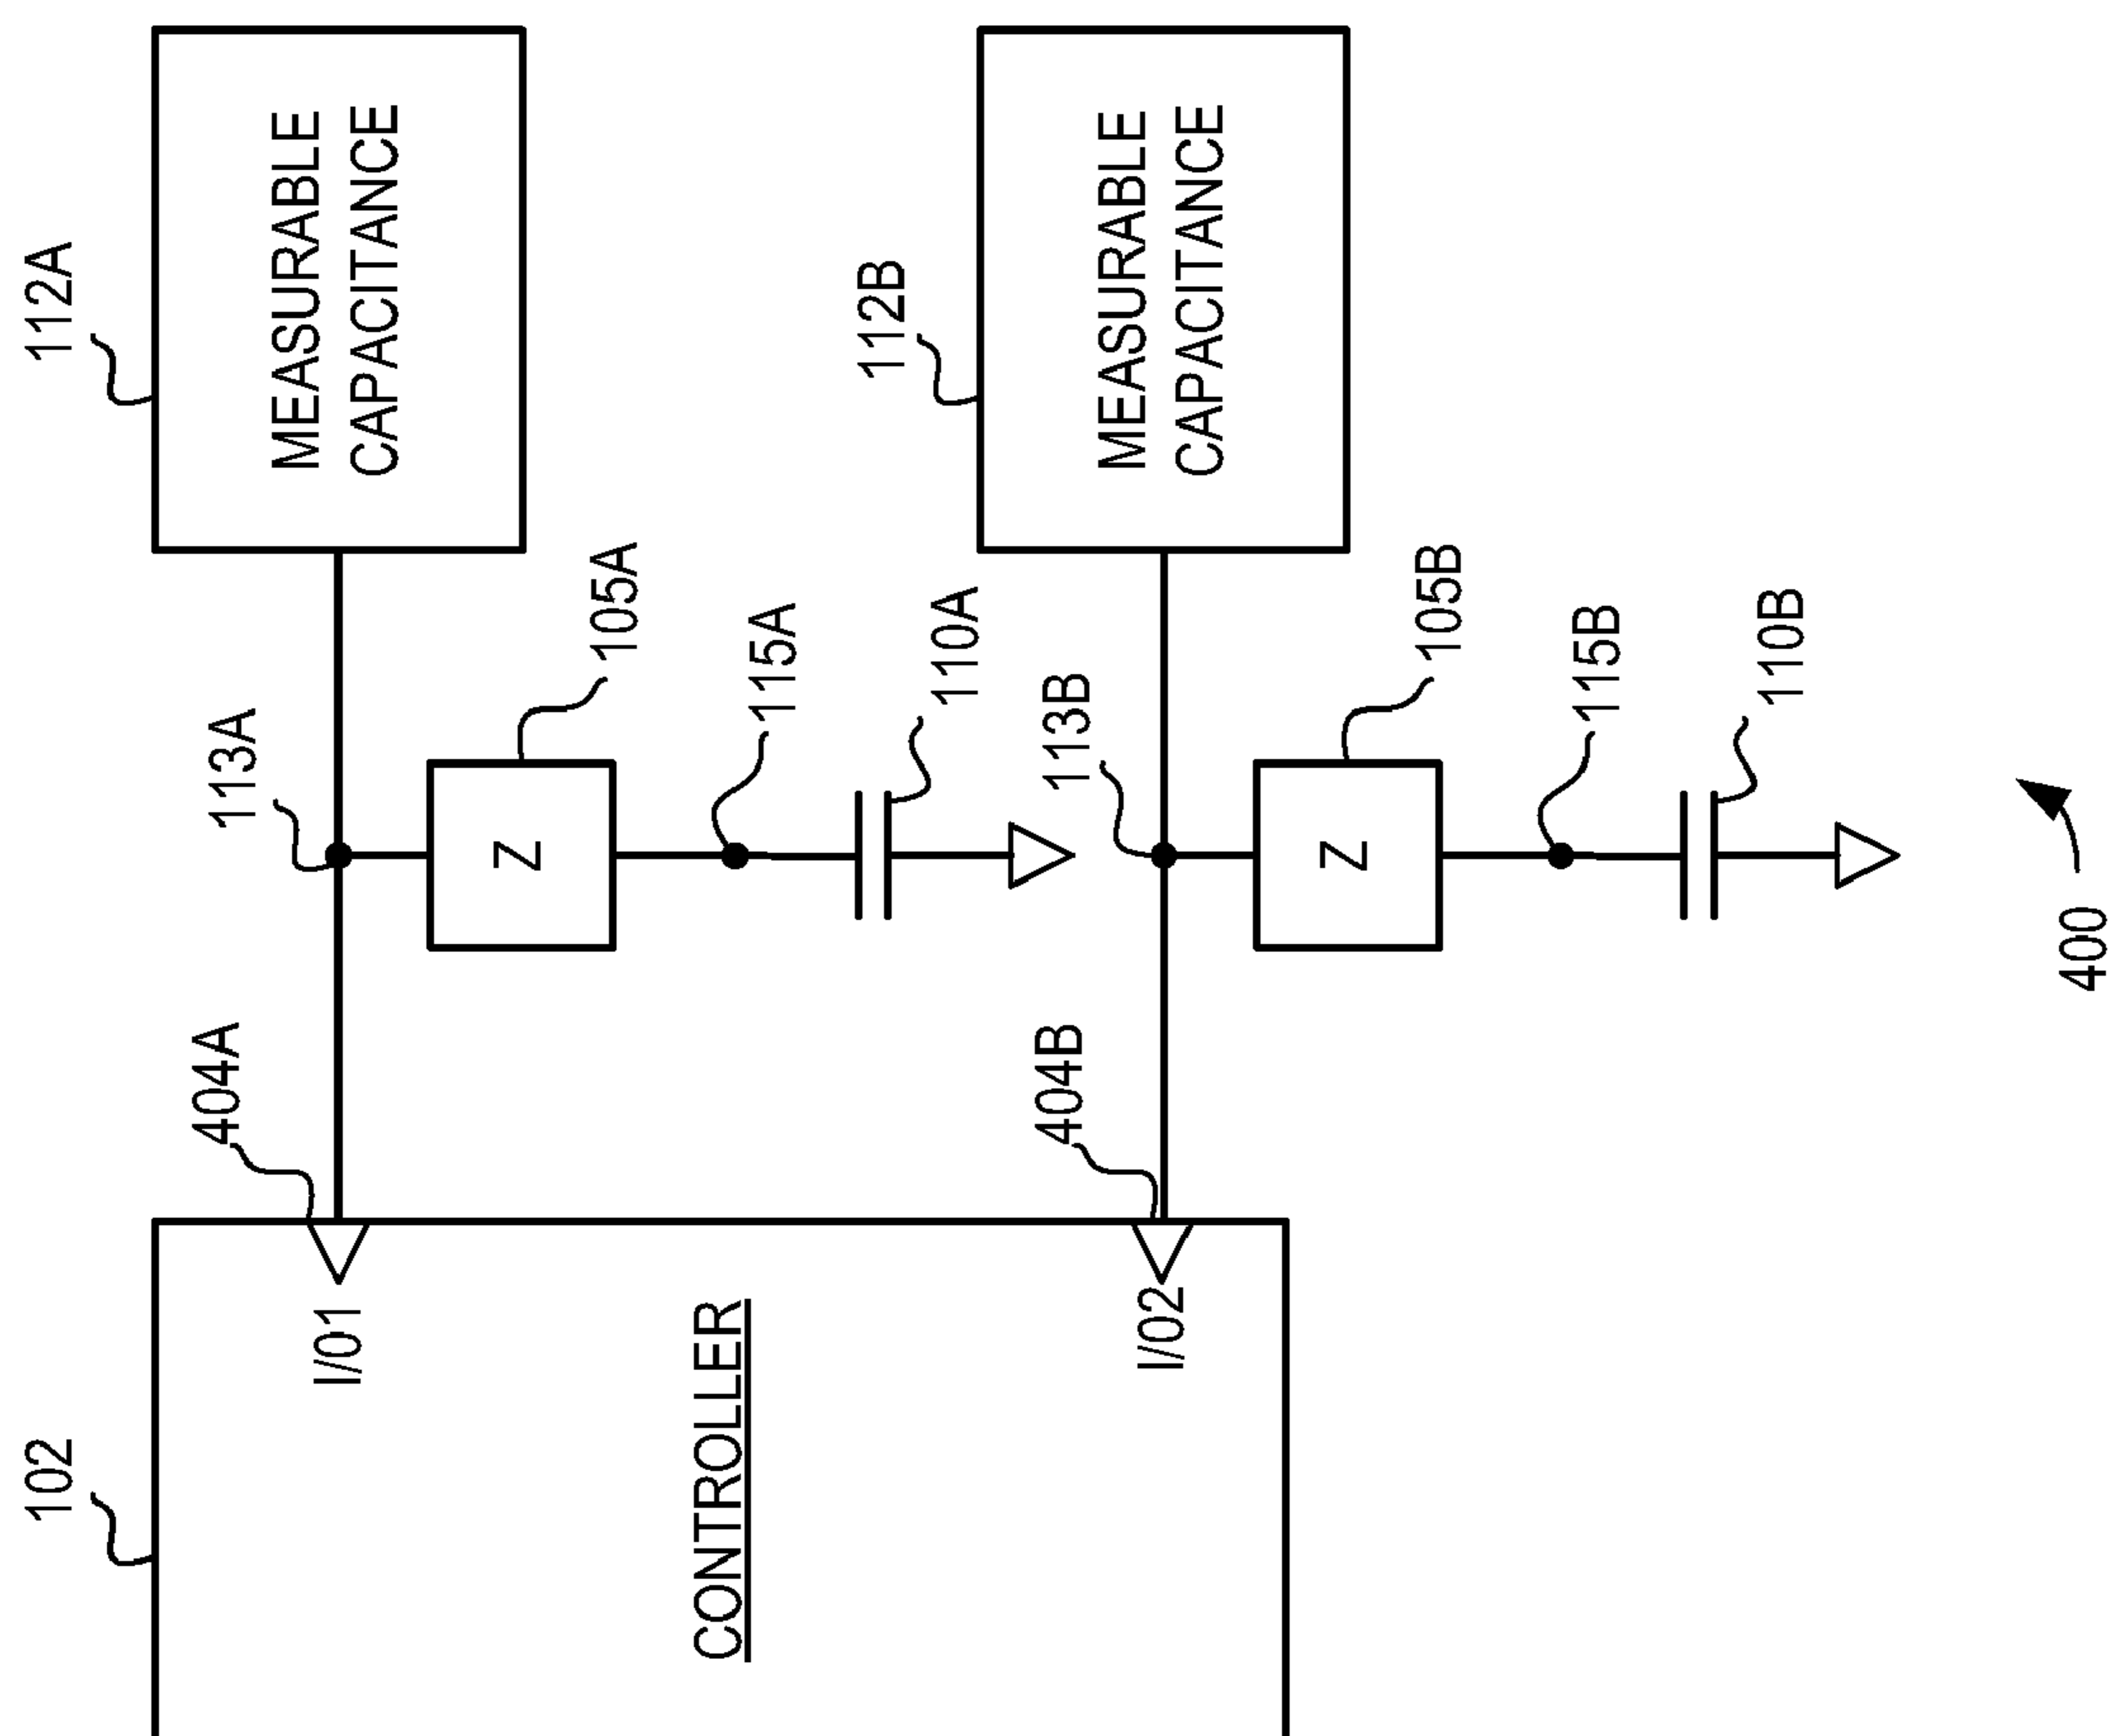 112A
MEASURABLE
CAPACITANCE
112B
MEASURABLE
CAPACITANCE
113A
Z
105A
115A
110A
113B
Z
105B
115B
110B
404A
404B
102
I/01
CONTROLLER
I/02
400